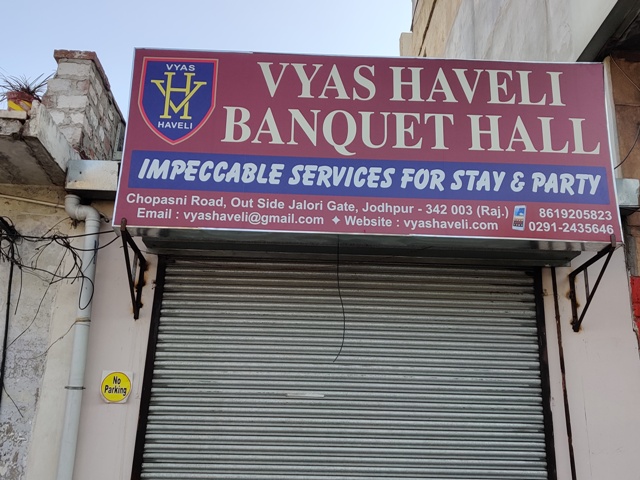 VYAS
HV
HAVELI
VYAS HAVELI
BANQUET HALL
IMPECCABLE SERVICES FOR STAY & PARTY
Chopasni Road, Out Side Jalori Gate, Jodhpur - 342 003 (Raj.) 8619205823
Email : vyashaveli@gmail.com ✦ Website : vyashaveli.com 0291-2435646
No
Parking